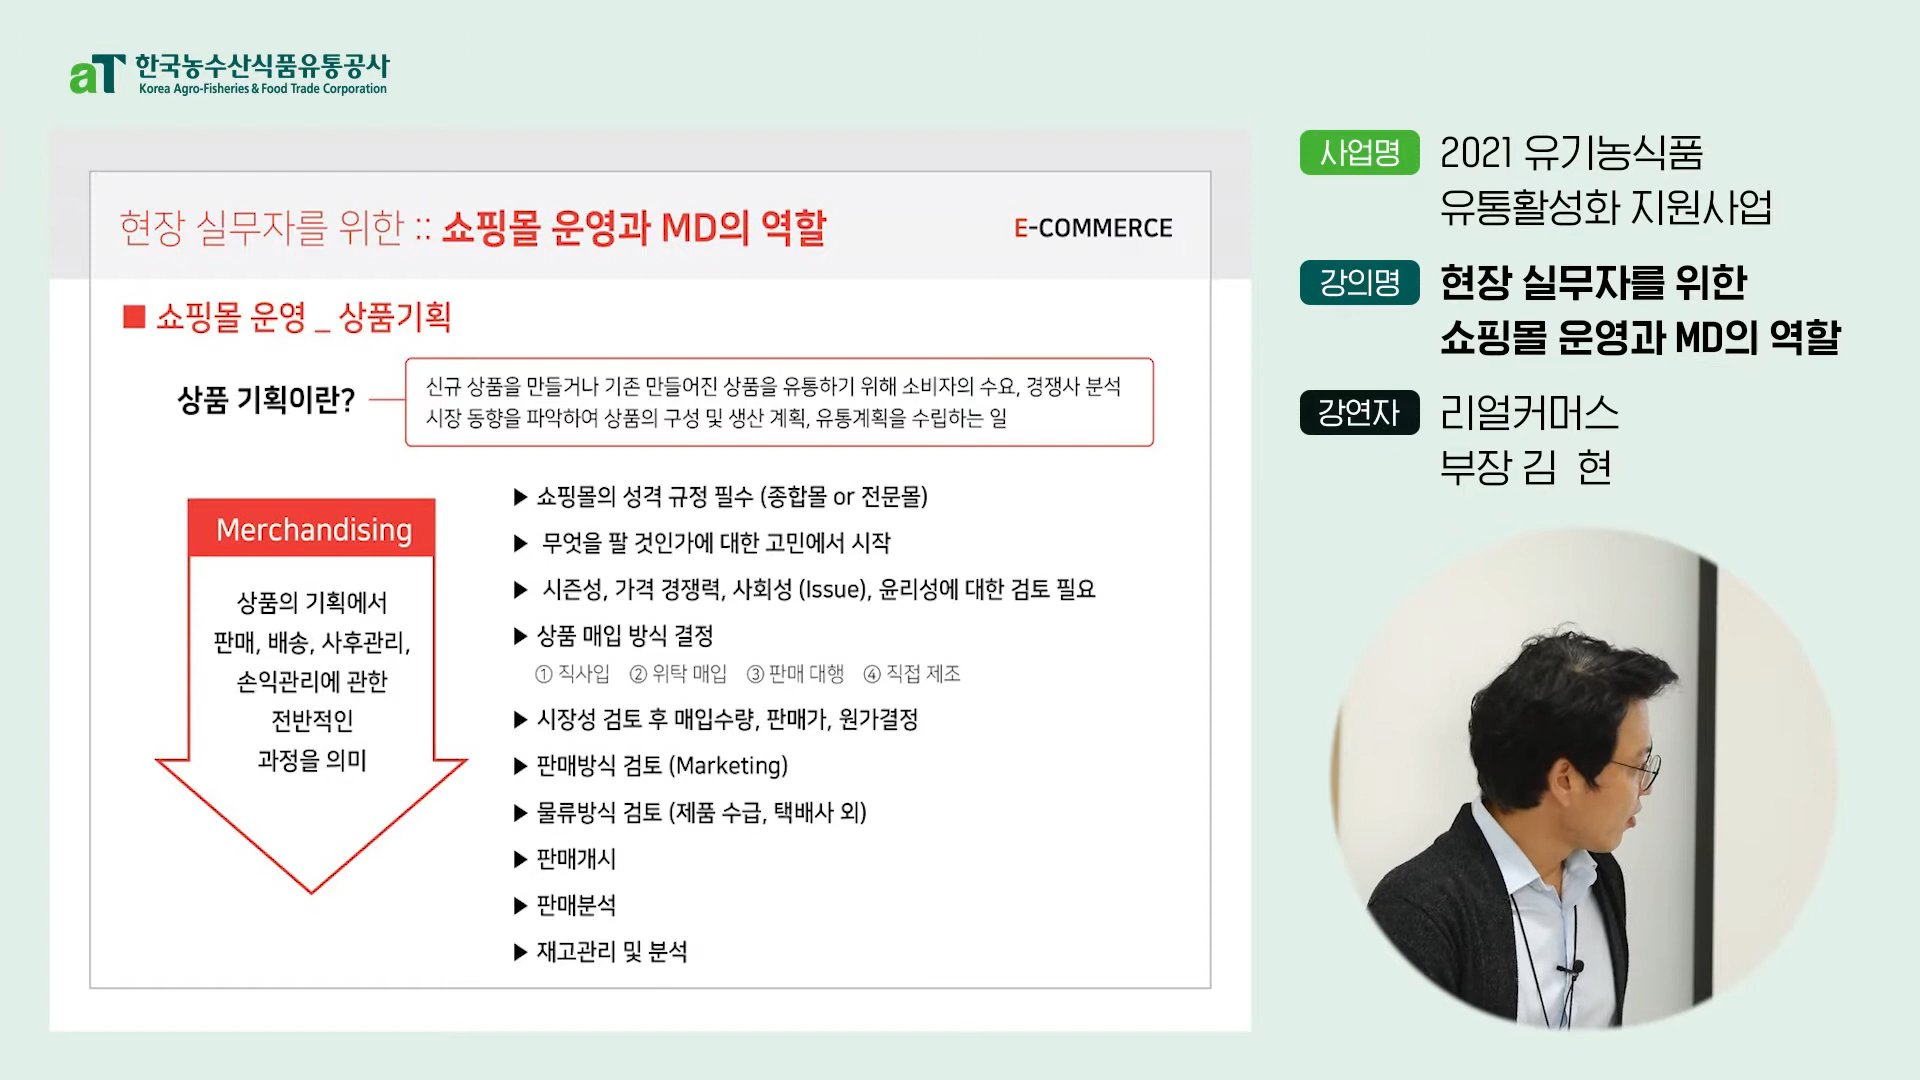 aT 한국농수산식품유통공사
Korea Agro-Fisheries & Food Trade Corporation
현장 실무자를 위한 :: 쇼핑몰 운영과 MD의 역할
E-COMMERCE
■ 쇼핑몰 운영 _ 상품기획
상품 기획이란?
신규 상품을 만들거나 기존 만들어진 상품을 유통하기 위해 소비자의 수요, 경쟁사 분석
시장 동향을 파악하여 상품의 구성 및 생산 계획, 유통계획을 수립하는 일
Merchandising
상품의 기획에서
판매, 배송, 사후관리,
손익관리에 관한
전반적인
과정을 의미
▶ 쇼핑몰의 성격 규정 필수 (종합몰 or 전문몰)
▶ 무엇을 팔 것인가에 대한 고민에서 시작
▶ 시즌성, 가격 경쟁력, 사회성 (Issue), 윤리성에 대한 검토 필요
▶ 상품 매입 방식 결정
① 직사입 ② 위탁 매입 ③ 판매 대행 ④ 직접 제조
▶ 시장성 검토 후 매입수량, 판매가, 원가결정
▶ 판매방식 검토 (Marketing)
▶ 물류방식 검토 (제품 수급, 택배사 외)
▶ 판매개시
▶ 판매분석
▶ 재고관리 및 분석
사업명 2021 유기농식품
유통활성화 지원사업
강의명 현장 실무자를 위한
쇼핑몰 운영과 MD의 역할
강연자 리얼커머스
부장 김 현